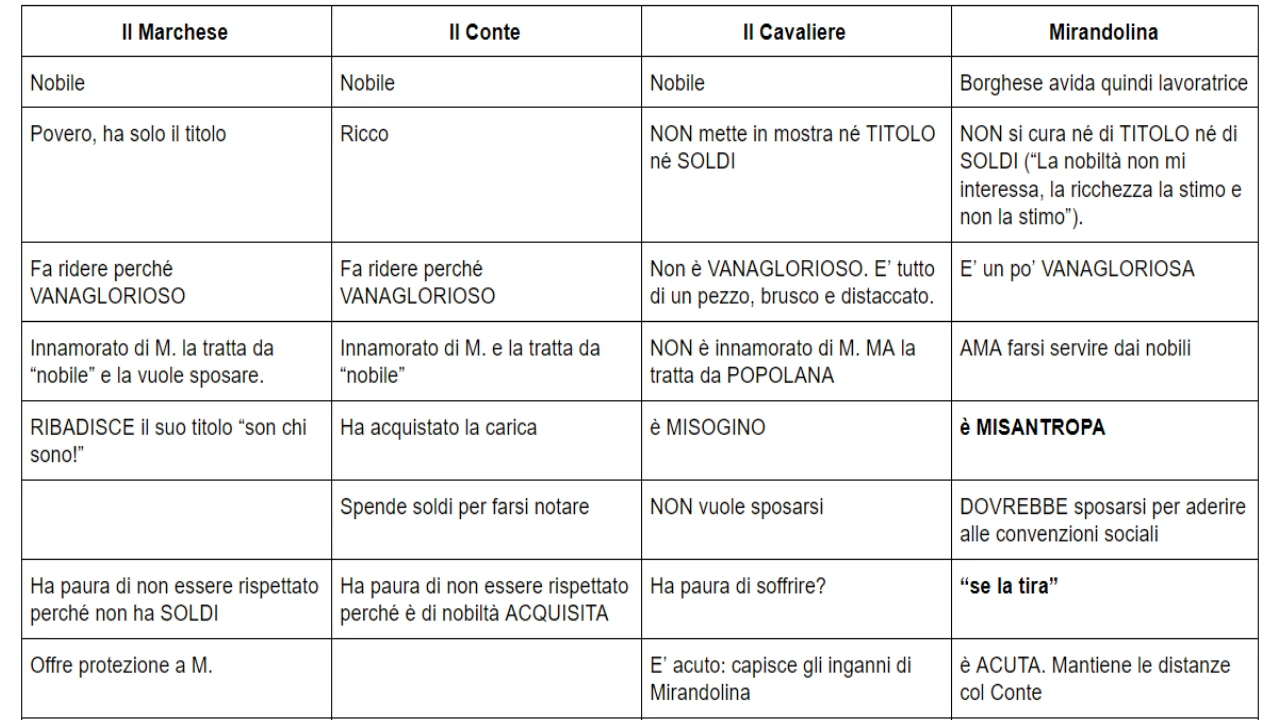 Il Marchese
Il Conte
Il Cavaliere
Mirandolina
Nobile
Nobile
Nobile
Borghese avida quindi lavoratrice
Povero, ha solo il titolo
Ricco
NON mette in mostra né TITOLO
né SOLDI
NON si cura né di TITOLO né di
SOLDI (“La nobiltà non mi
interessa, la ricchezza la stimo e
non la stimo”).
Fa ridere perché
VANAGLORIOSO
Fa ridere perché
VANAGLORIOSO
Non è VANAGLORIOSO. E’ tutto
di un pezzo, brusco e distaccato.
E’ un po’ VANAGLORIOSA
Innamorato di M. la tratta da
“nobile” e la vuole sposare.
Innamorato di M. e la tratta da
“nobile”
NON è innamorato di M. MA la
tratta da POPOLANA
AMA farsi servire dai nobili
RIBADISCE il suo titolo “son chi
sono!”
Ha acquistato la carica
è MISOGINO
è MISANTROPA
Spende soldi per farsi notare
NON vuole sposarsi
DOVREBBE sposarsi per aderire
alle convenzioni sociali
Ha paura di non essere rispettato
perché non ha SOLDI
Ha paura di non essere rispettato
perché è di nobiltà ACQUISITA
Ha paura di soffrire?
“se la tira”
Offre protezione a M.
E’ acuto: capisce gli inganni di
Mirandolina
è ACUTA. Mantiene le distanze
col Conte